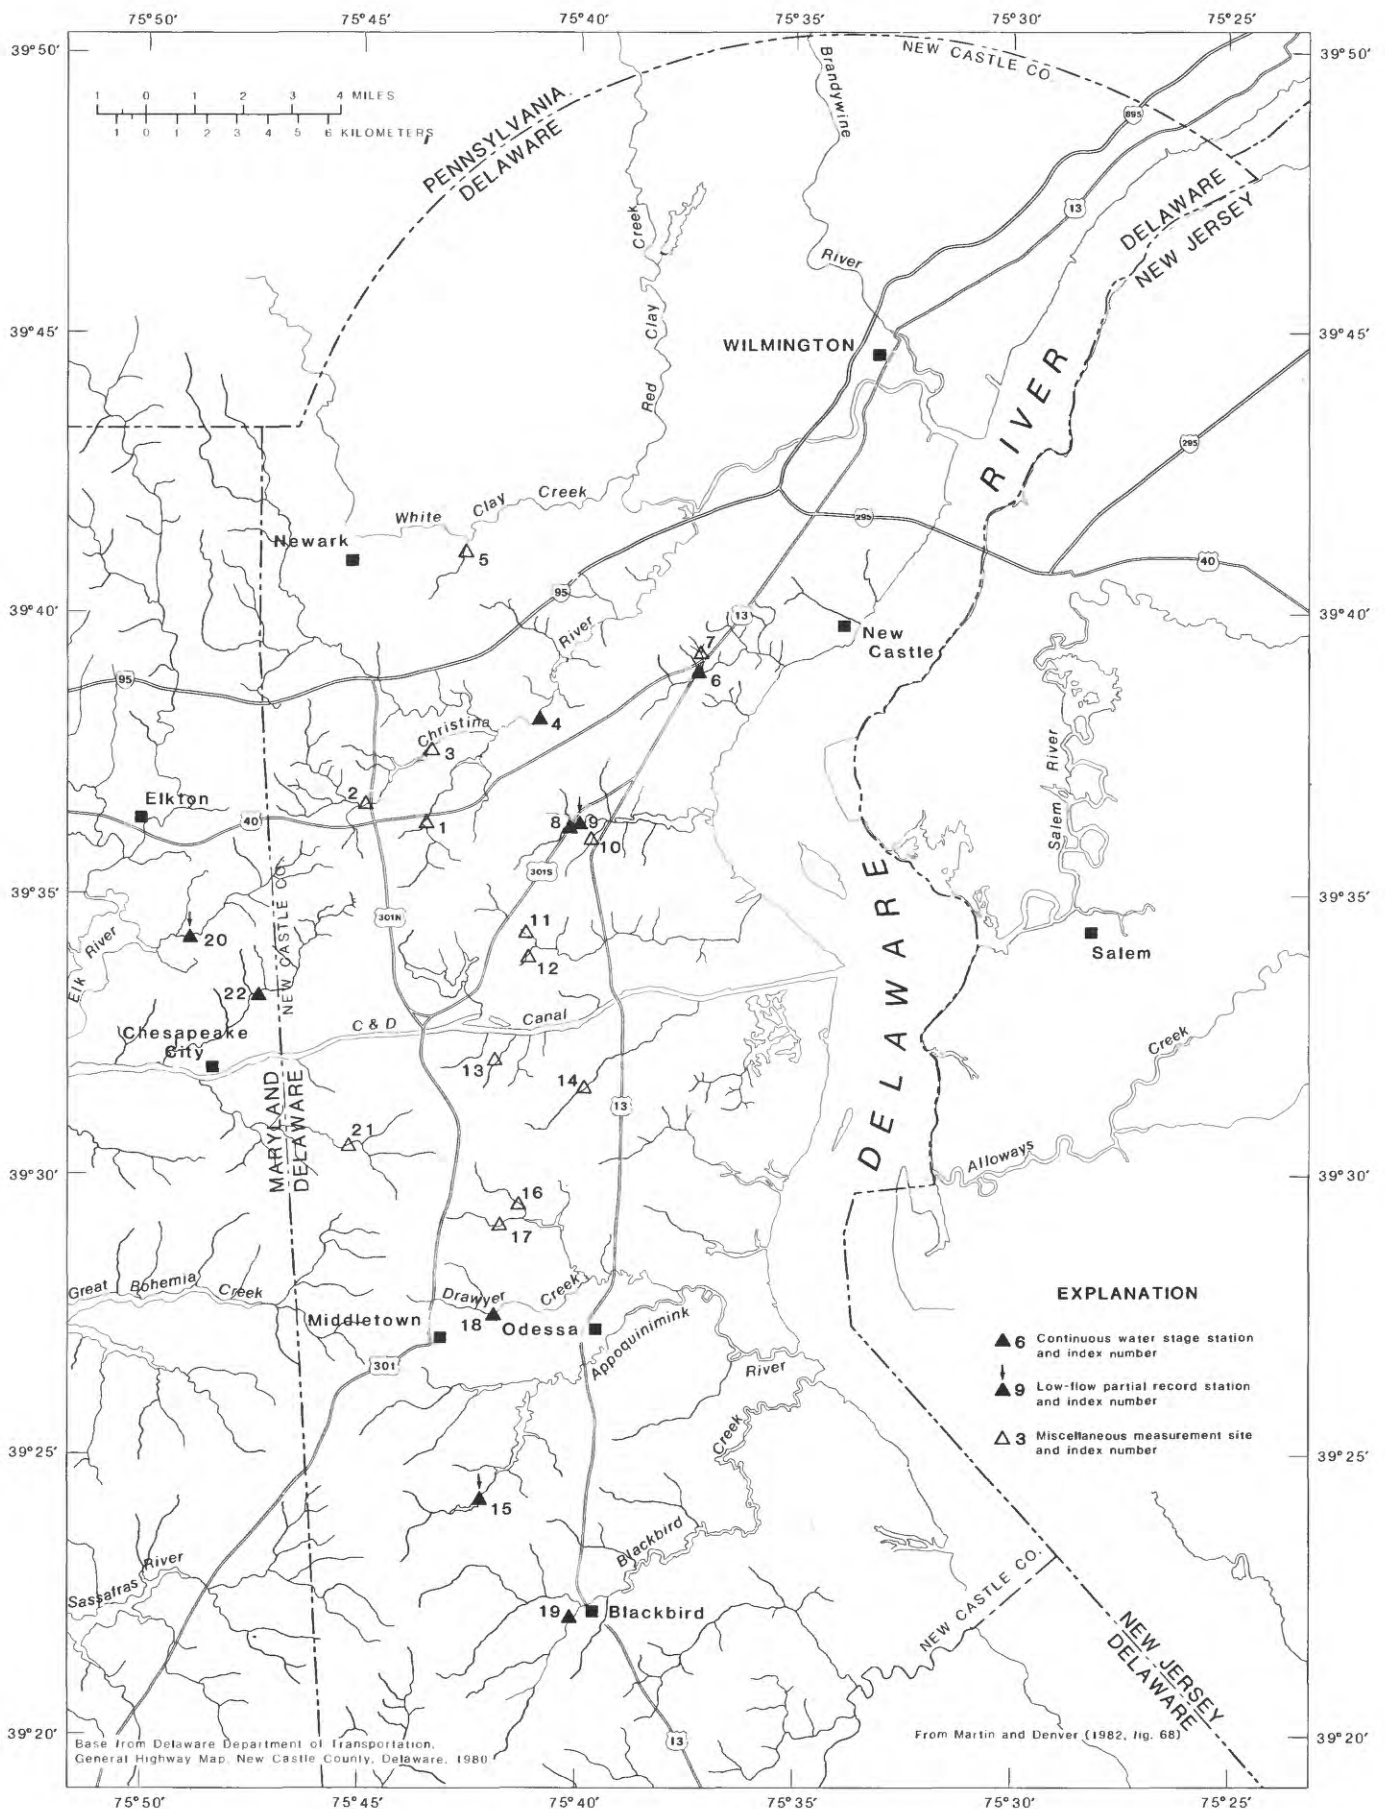 75°50' 75°45' 75°40' 75°35' 75°30' 75°25'
39°50' 39°50'
NEW CASTLE CO.
Brandywine
895
1 0 1 2 3 4 MILES
1 0 1 2 3 4 5 6 KILOMETERS
PENNSYLVANIA
DELAWARE
13
DELAWARE
NEW JERSEY
Creek
River
Clay
Red
39°45' 39°45'
WILMINGTON
RIVER
295
White Clay Creek
Newark
5
295
40
95
39°40' 39°40'
13
River
New
Castle
7
6
95
4
Christina
3
Salem River
2
Elkton
40
1
8 9
10
301S
39°35' 39°35'
NEW CASTLE CO.
301N
11
20
12
Elk River
Salem
DELAWARE
22
C & D Canal
Chesapeake
City
Creek
13
14
13
MARYLAND
DELAWARE
21
Alloways
39°30' 39°30'
16
17
Great Bohemia Creek
Drawyer Creek
Middletown
18
Odessa
Appoquinimink
River
301
EXPLANATION
6 Continuous water stage station
and index number
9 Low-flow partial record station
and index number
3 Miscellaneous measurement site
and index number
Creek
39°25' 39°25'
15
Blackbird
Sassafras River
19
Blackbird
NEW CASTLE CO.
NEW JERSEY
DELAWARE
39°20' 39°20'
13
Base from Delaware Department of Transportation,
General Highway Map, New Castle County, Delaware, 1980
From Martin and Denver (1982, fig. 68)
75°50' 75°45' 75°40' 75°35' 75°30' 75°25'